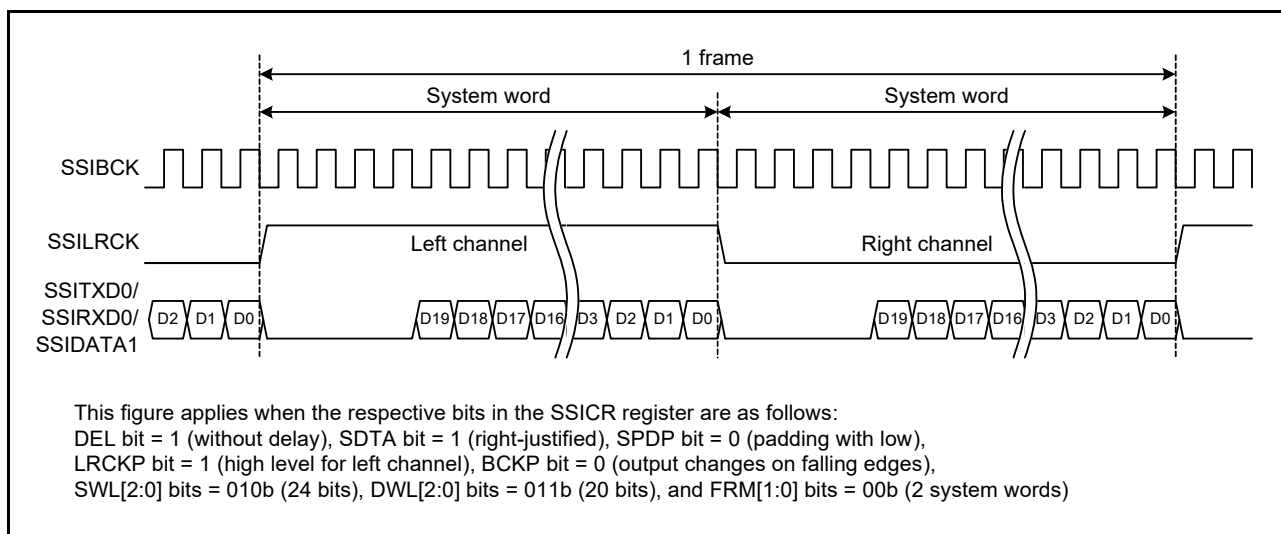 1 frame
System word System word
SSIBCK
SSILRCK Left channel Right channel
SSITXD0/
SSIRXD0/
SSIDATA1
D2 D1 D0 D19 D18 D17 D16 D3 D2 D1 D0 D19 D18 D17 D16 D3 D2 D1 D0
This figure applies when the respective bits in the SSICR register are as follows:
DEL bit = 1 (without delay), SDTA bit = 1 (right-justified), SPDP bit = 0 (padding with low),
LRCKP bit = 1 (high level for left channel), BCKP bit = 0 (output changes on falling edges),
SWL[2:0] bits = 010b (24 bits), DWL[2:0] bits = 011b (20 bits), and FRM[1:0] bits = 00b (2 system words)